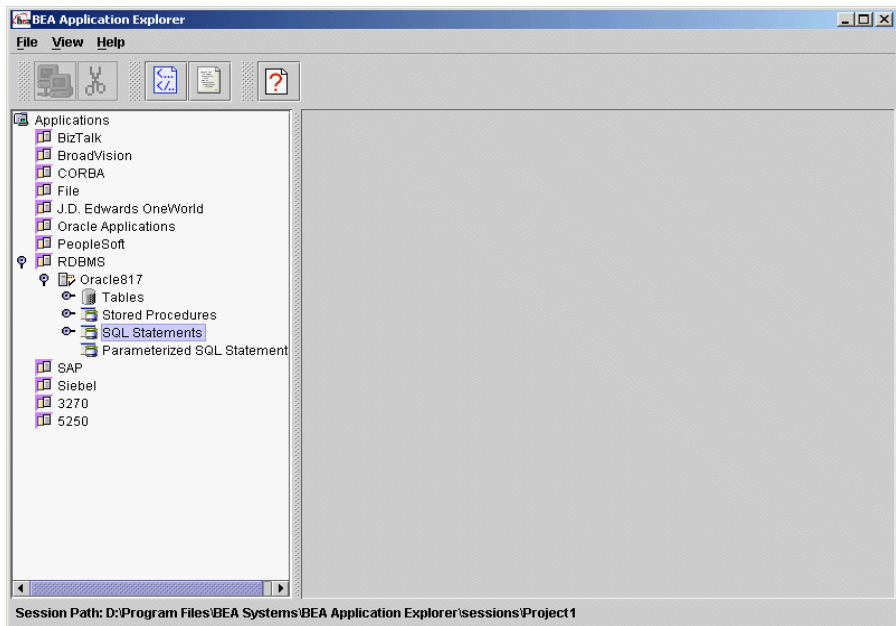 BEA Application Explorer
File View Help
Applications
BizTalk
BroadVision
CORBA
File
J.D. Edwards OneWorld
Oracle Applications
PeopleSoft
RDBMS
Oracle817
Tables
Stored Procedures
SQL Statements
Parameterized SQL Statement
SAP
Siebel
3270
5250
Session Path: D:\Program Files\BEA Systems\BEA Application Explorer\sessions\Project1